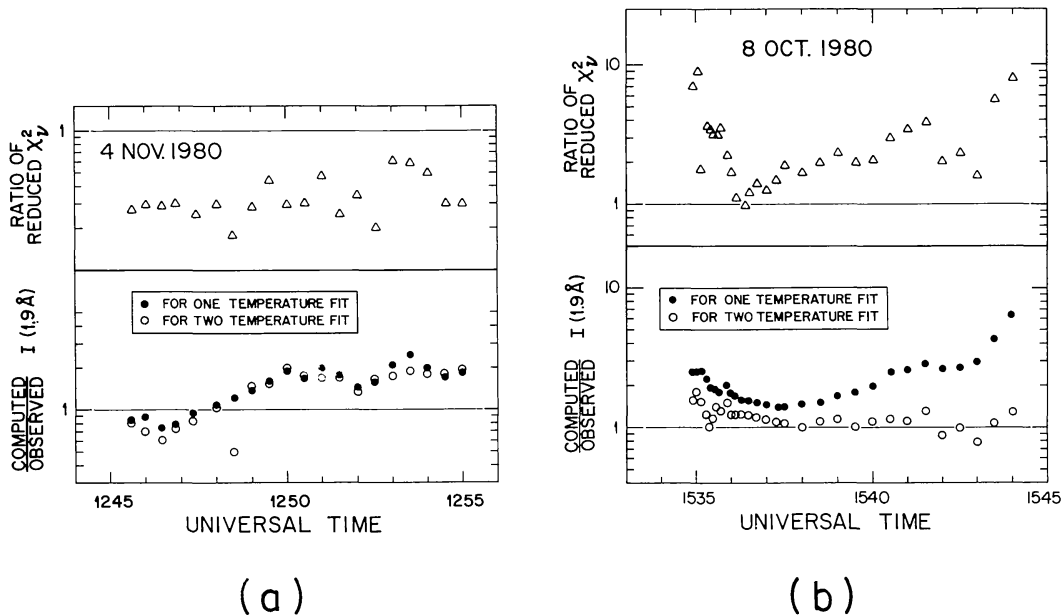 RATIO OF
REDUCED χ²ᵥ
1
4 NOV. 1980
COMPUTED
OBSERVED
I (1.9Å)
● FOR ONE TEMPERATURE FIT
○ FOR TWO TEMPERATURE FIT
1
1245
1250
1255
UNIVERSAL TIME
(a)
RATIO OF
REDUCED χ²ᵥ
10
1
8 OCT. 1980
COMPUTED
OBSERVED
I (1.9Å)
10
1
● FOR ONE TEMPERATURE FIT
○ FOR TWO TEMPERATURE FIT
1535
1540
1545
UNIVERSAL TIME
(b)